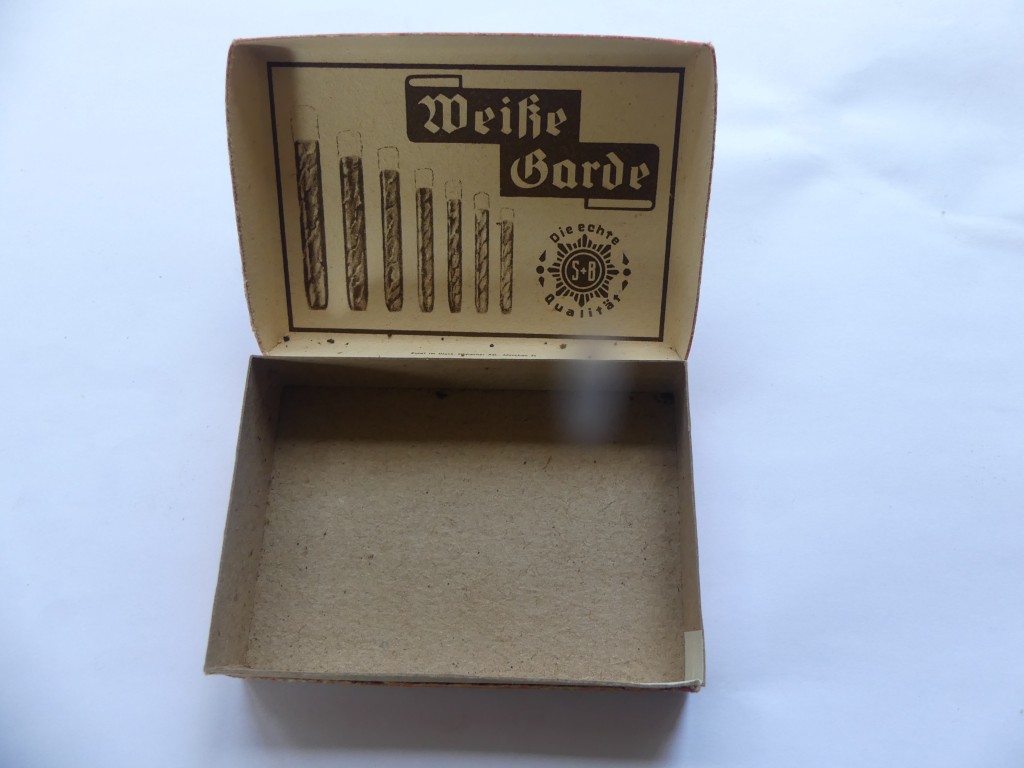 Weiße
Garde
Die echte
S+B
Qualität